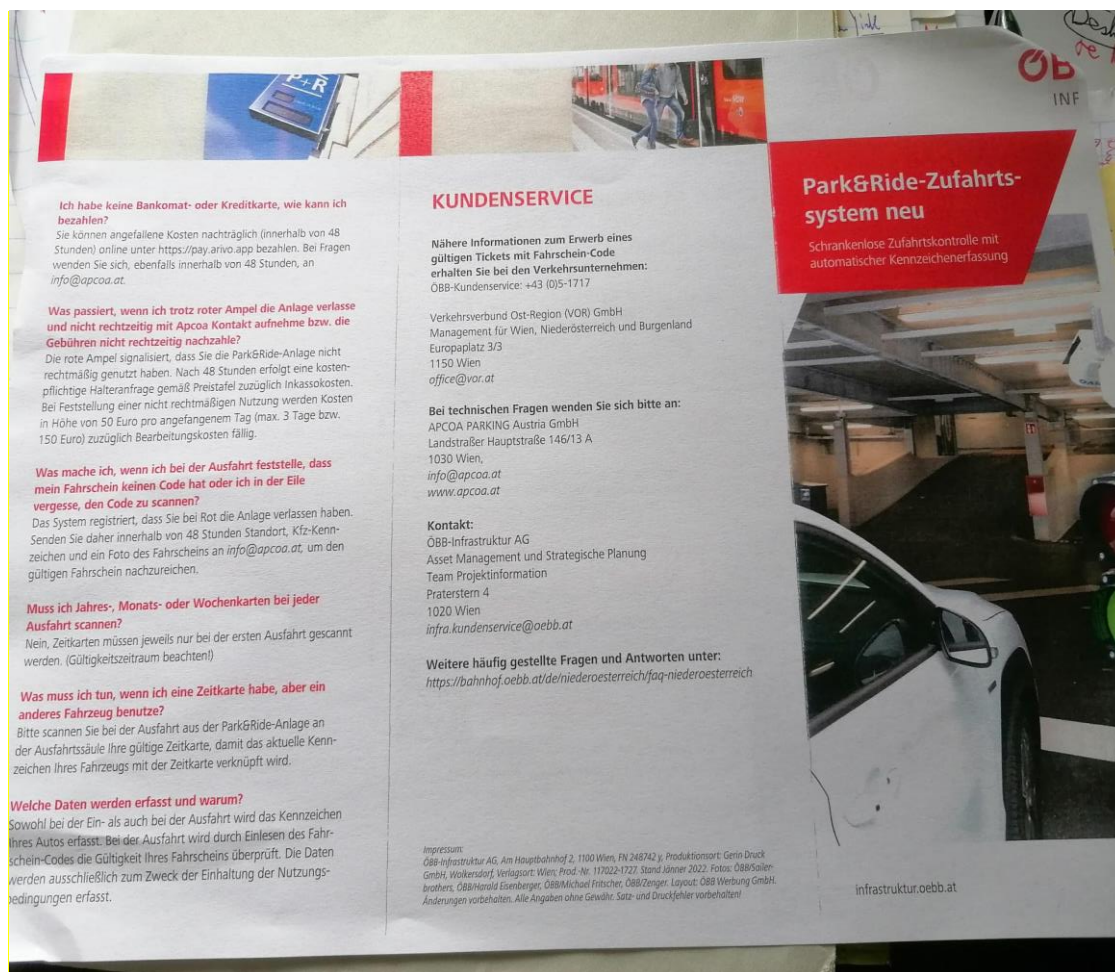 P+R
Ich habe keine Bankomat- oder Kreditkarte, wie kann ich
bezahlen?
Sie können angefallene Kosten nachträglich (innerhalb von 48
Stunden) online unter https://pay.arivo.app bezahlen. Bei Fragen
wenden Sie sich, ebenfalls innerhalb von 48 Stunden, an
info@apcoa.at.
Was passiert, wenn ich trotz roter Ampel die Anlage verlasse
und nicht rechtzeitig mit Apcoa Kontakt aufnehme bzw. die
Gebühren nicht rechtzeitig nachzahle?
Die rote Ampel signalisiert, dass Sie die Park&Ride-Anlage nicht
rechtmäßig genutzt haben. Nach 48 Stunden erfolgt eine kosten-
pflichtige Halteranfrage gemäß Preistafel zuzüglich Inkassokosten.
Bei Feststellung einer nicht rechtmäßigen Nutzung werden Kosten
in Höhe von 50 Euro pro angefangenem Tag (max. 3 Tage bzw.
150 Euro) zuzüglich Bearbeitungskosten fällig.
Was mache ich, wenn ich bei der Ausfahrt feststelle, dass
mein Fahrschein keinen Code hat oder ich in der Eile
vergesse, den Code zu scannen?
Das System registriert, dass Sie bei Rot die Anlage verlassen haben.
Senden Sie daher innerhalb von 48 Stunden Standort, Kfz-Kenn-
zeichen und ein Foto des Fahrscheins an info@apcoa.at, um den
gültigen Fahrschein nachzureichen.
Muss ich Jahres-, Monats- oder Wochenkarten bei jeder
Ausfahrt scannen?
Nein, Zeitkarten müssen jeweils nur bei der ersten Ausfahrt gescannt
werden. (Gültigkeitszeitraum beachten!)
Was muss ich tun, wenn ich eine Zeitkarte habe, aber ein
anderes Fahrzeug benutze?
Bitte scannen Sie bei der Ausfahrt aus der Park&Ride-Anlage an
der Ausfahrtssäule Ihre gültige Zeitkarte, damit das aktuelle Kenn-
zeichen Ihres Fahrzeugs mit der Zeitkarte verknüpft wird.
Welche Daten werden erfasst und warum?
Sowohl bei der Ein- als auch bei der Ausfahrt wird das Kennzeichen
Ihres Autos erfasst. Bei der Ausfahrt wird durch Einlesen des Fahr-
schein-Codes die Gültigkeit Ihres Fahrscheins überprüft. Die Daten
werden ausschließlich zum Zweck der Einhaltung der Nutzungs-
bedingungen erfasst.
KUNDENSERVICE
Nähere Informationen zum Erwerb eines
gültigen Tickets mit Fahrschein-Code
erhalten Sie bei den Verkehrsunternehmen:
ÖBB-Kundenservice: +43 (0)5-1717
Verkehrsverbund Ost-Region (VOR) GmbH
Management für Wien, Niederösterreich und Burgenland
Europaplatz 3/3
1150 Wien
office@vor.at
Bei technischen Fragen wenden Sie sich bitte an:
APCOA PARKING Austria GmbH
Landstraßer Hauptstraße 146/13 A
1030 Wien,
info@apcoa.at
www.apcoa.at
Kontakt:
ÖBB-Infrastruktur AG
Asset Management und Strategische Planung
Team Projektinformation
Praterstern 4
1020 Wien
infra.kundenservice@oebb.at
Weitere häufig gestellte Fragen und Antworten unter:
https://bahnhof.oebb.at/de/niederoesterreich/faq-niederoesterreich
Impressum:
ÖBB-Infrastruktur AG, Am Hauptbahnhof 2, 1100 Wien, FN 248742 y, Produktionsort: Gerin Druck
GmbH, Wolkersdorf, Verlagsort: Wien; Prod.-Nr. 117022-1727. Stand Jänner 2022. Fotos: ÖBB/Sailer-
brothers, ÖBB/Harald Eisenberger, ÖBB/Michael Fritscher, ÖBB/Zenger. Layout: ÖBB Werbung GmbH.
Änderungen vorbehalten. Alle Angaben ohne Gewähr. Satz- und Druckfehler vorbehalten!
ÖB
INF
Park&Ride-Zufahrts-
system neu
Schrankenlose Zufahrtskontrolle mit
automatischer Kennzeichenerfassung
infrastruktur.oebb.at